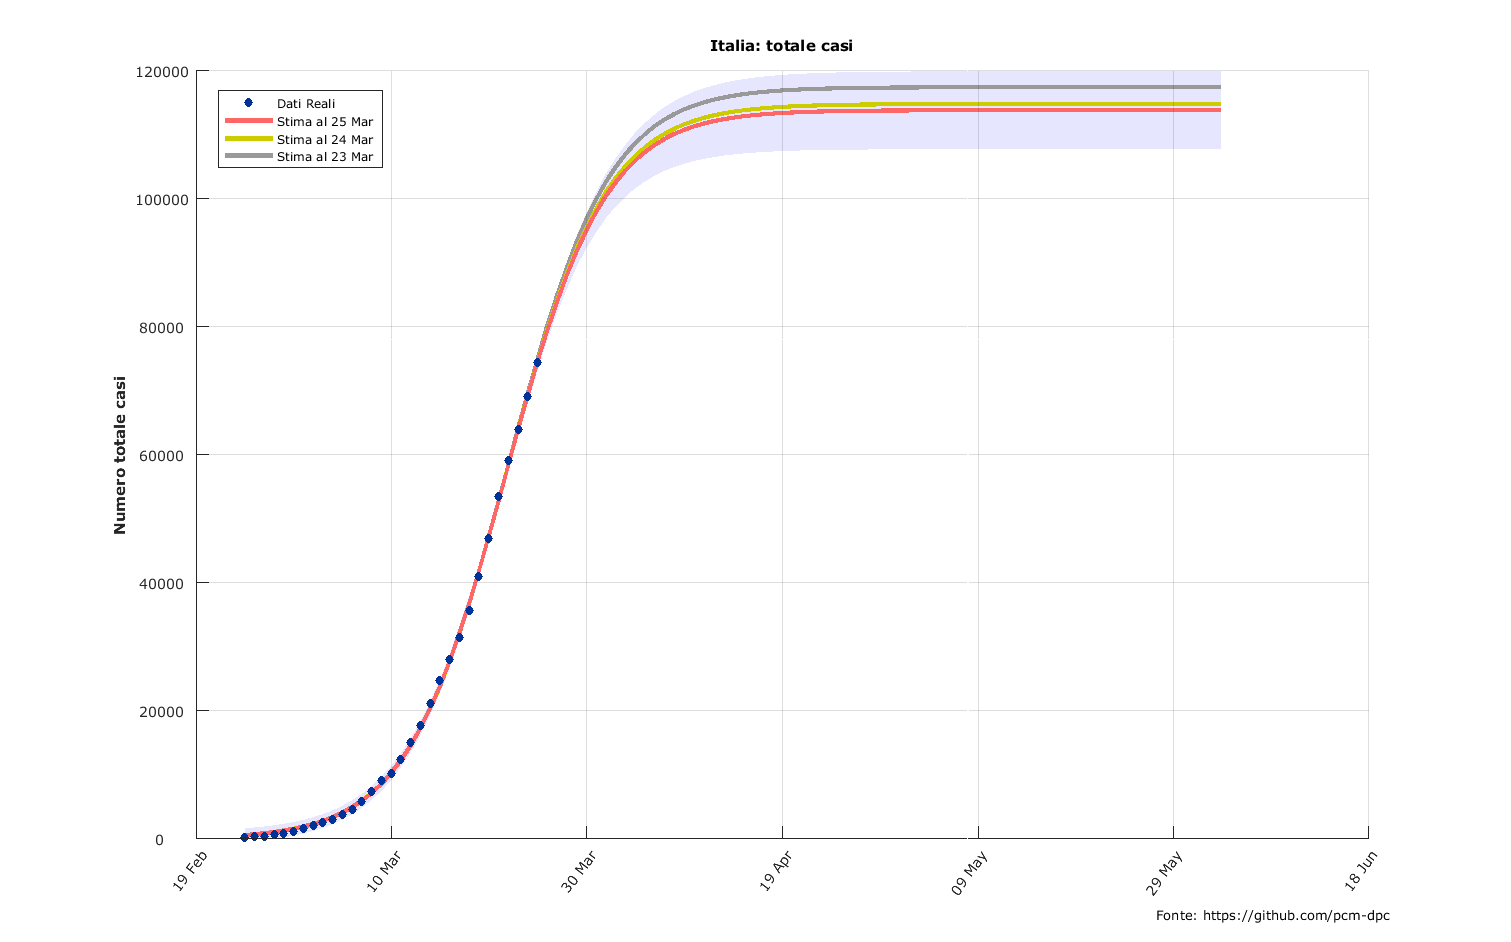 Italia: totale casi
120000
100000
80000
60000
40000
20000
0
Numero totale casi
Dati Reali
Stima al 25 Mar
Stima al 24 Mar
Stima al 23 Mar
19 Feb
10 Mar
30 Mar
19 Apr
09 May
29 May
18 Jun
Fonte: https://github.com/pcm-dpc